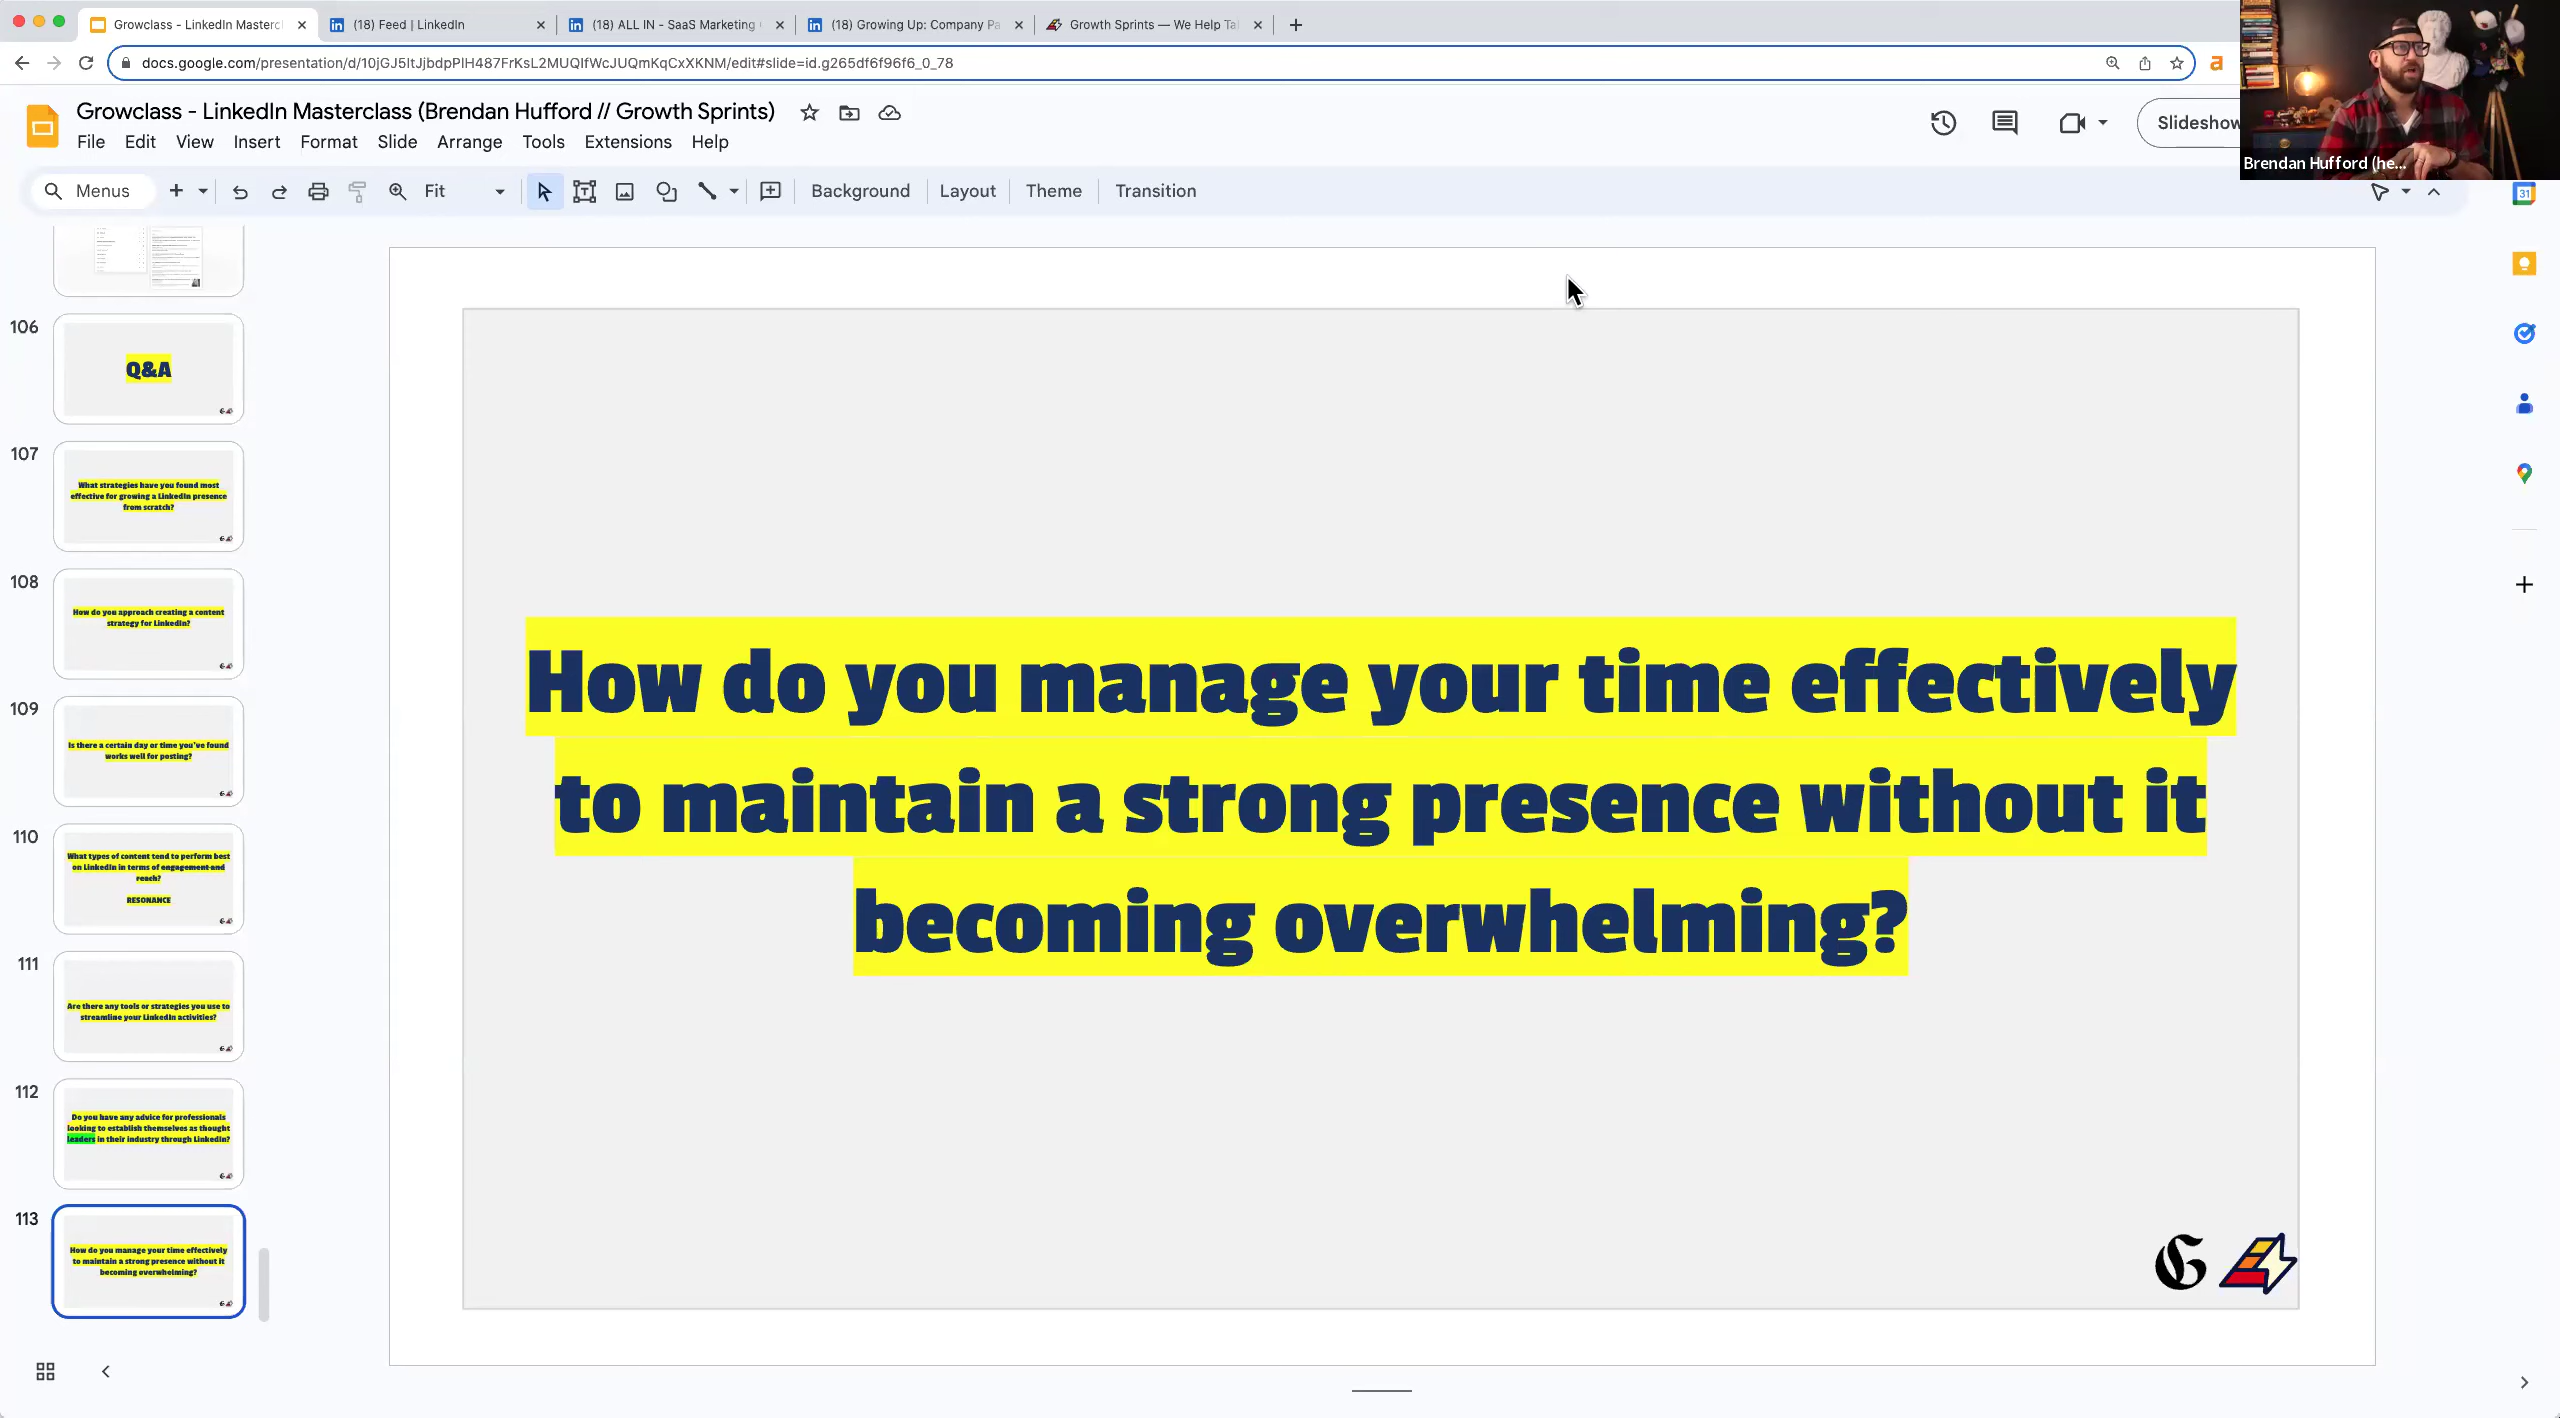 Growclass - LinkedIn Masterc
(18) Feed | LinkedIn
(18) ALL IN - SaaS Marketing
(18) Growing Up: Company Pa
Growth Sprints — We Help Ta
docs.google.com/presentation/d/10jGJ5ItJjbdpPIH487FrKsL2MUQIfWcJUQmKqCxXKNM/edit#slide=id.g265df6f96f6_0_78
Growclass - LinkedIn Masterclass (Brendan Hufford // Growth Sprints)
File Edit View Insert Format Slide Arrange Tools Extensions Help
Slideshow
Brendan Hufford (he...
Menus
Fit
Background
Layout
Theme
Transition
31
106
Q&A
107
What strategies have you found most
effective for growing a LinkedIn presence
from scratch?
108
How do you approach creating a content
strategy for LinkedIn?
109
Is there a certain day or time you've found
works well for posting?
110
What types of content tend to perform best
on LinkedIn in terms of engagement and
reach?
RESONANCE
111
Are there any tools or strategies you use to
streamline your LinkedIn activities?
112
Do you have any advice for professionals
looking to establish themselves as thought
leaders in their industry through LinkedIn?
113
How do you manage your time effectively
to maintain a strong presence without it
becoming overwhelming?
How do you manage your time effectively
to maintain a strong presence without it
becoming overwhelming?
G